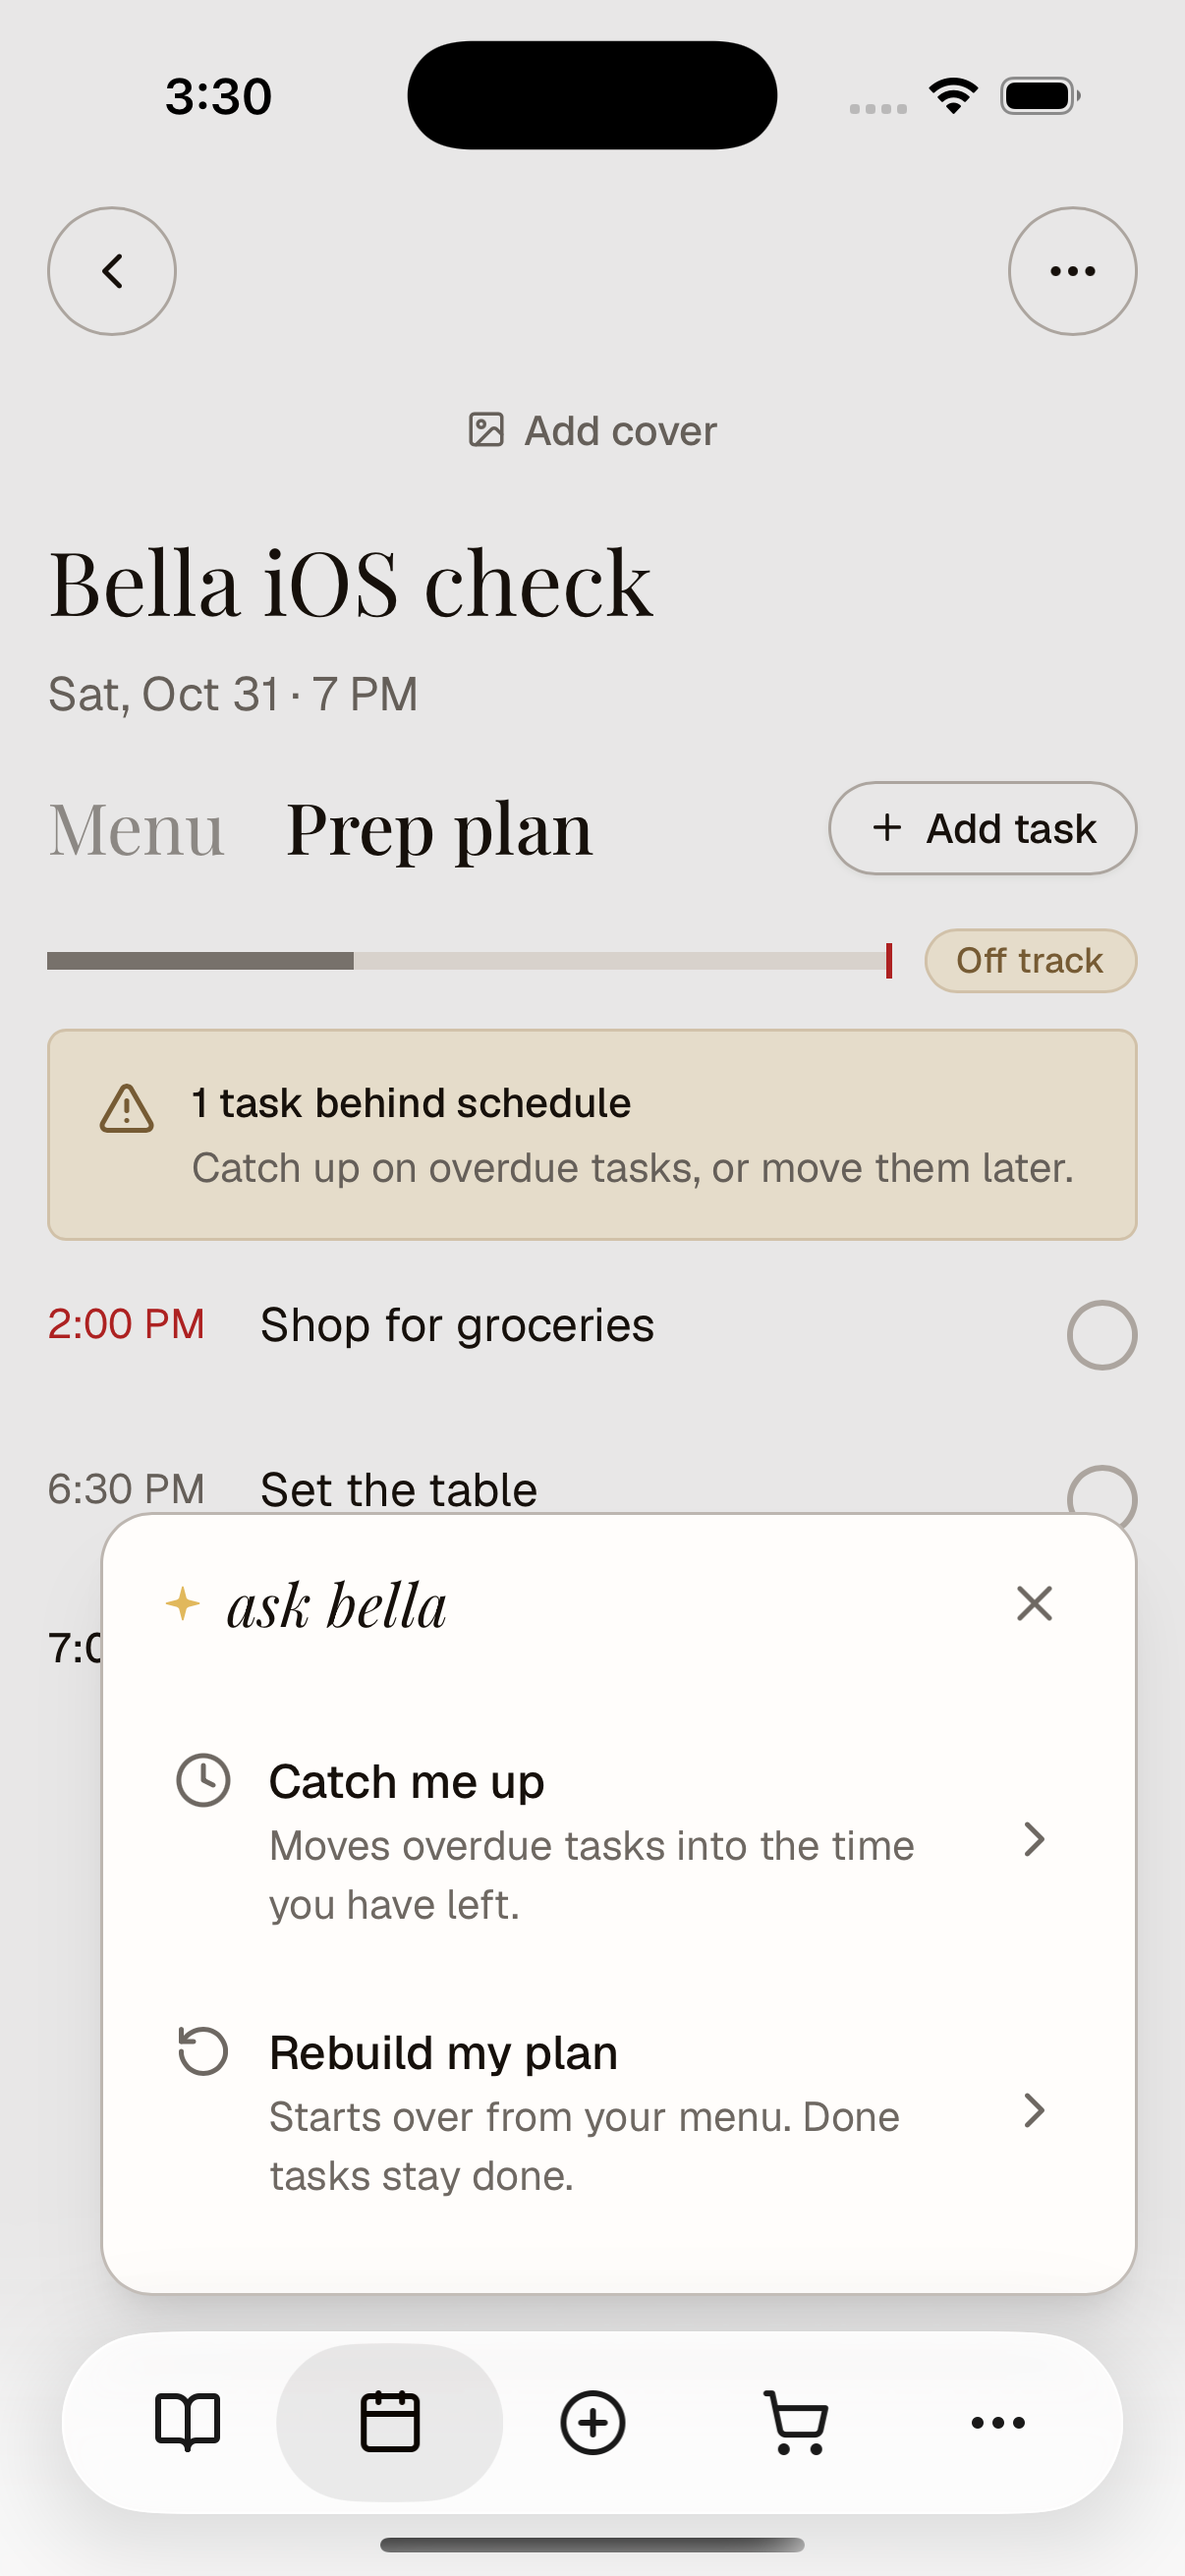 3:30
Add cover
Bella iOS check
Sat, Oct 31 · 7 PM
Menu Prep plan + Add task
Off track
1 task behind schedule
Catch up on overdue tasks, or move them later.
2:00 PM Shop for groceries
6:30 PM Set the table
ask bella
Catch me up
Moves overdue tasks into the time
you have left.
Rebuild my plan
Starts over from your menu. Done
tasks stay done.